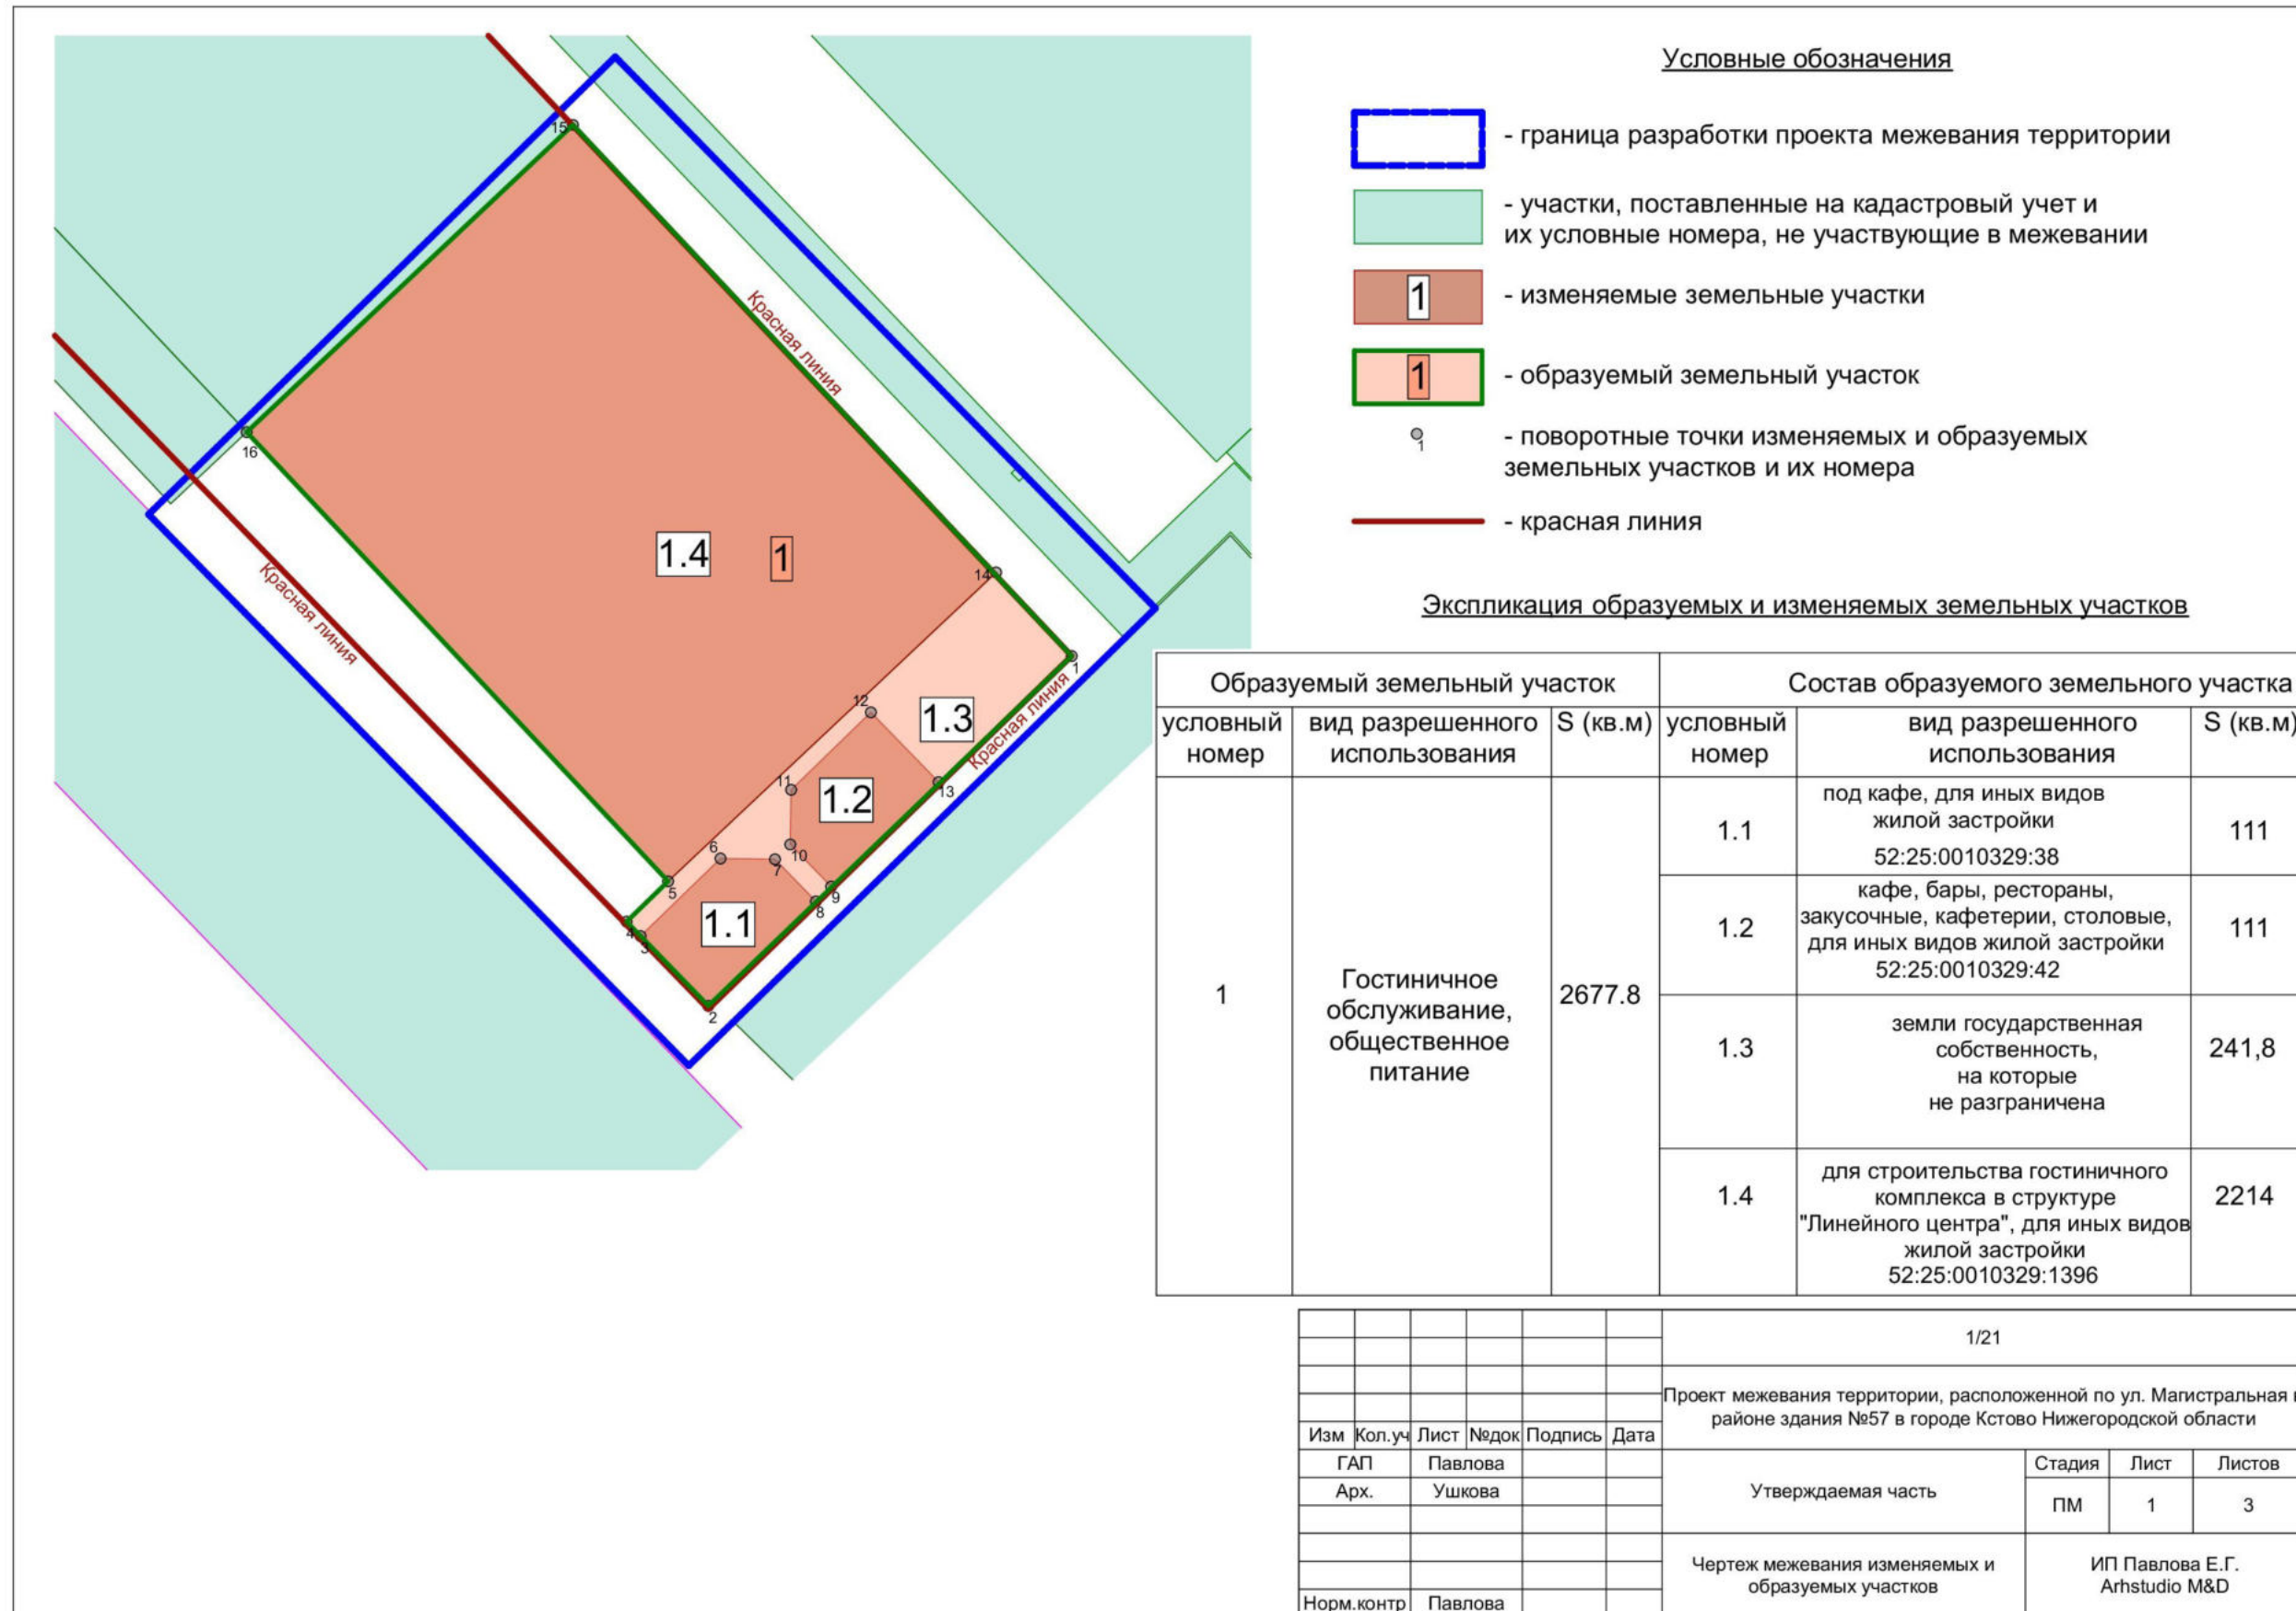 Условные обозначения
- граница разработки проекта межевания территории
- участки, поставленные на кадастровый учет и
их условные номера, не участвующие в межевании
1
- изменяемые земельные участки
1
- образуемый земельный участок
1
- поворотные точки изменяемых и образуемых
земельных участков и их номера
- красная линия
15
Красная линия
16
1.4
1
14
Красная линия
1
12
1.3
Красная линия
11
13
1.2
10
6
7
5
9
8
1.1
4
3
2
Экспликация образуемых и изменяемых земельных участков
Образуемый земельный участок
Состав образуемого земельного участка
условный
номер
вид разрешенного
использования
S (кв.м)
условный
номер
вид разрешенного
использования
S (кв.м)
1
Гостиничное
обслуживание,
общественное
питание
2677.8
1.1
под кафе, для иных видов
жилой застройки
52:25:0010329:38
111
1.2
кафе, бары, рестораны,
закусочные, кафетерии, столовые,
для иных видов жилой застройки
52:25:0010329:42
111
1.3
земли государственная
собственность,
на которые
не разграничена
241,8
1.4
для строительства гостиничного
комплекса в структуре
"Линейного центра", для иных видов
жилой застройки
52:25:0010329:1396
2214
1/21
Проект межевания территории, расположенной по ул. Магистральная
районе здания №57 в городе Кстово Нижегородской области
Изм Кол.уч Лист №док Подпись Дата
ГАП Павлова
Арх. Ушкова
Утверждаемая часть
Стадия Лист Листов
ПМ 1 3
Чертеж межевания изменяемых и
образуемых участков
ИП Павлова Е.Г.
Arhstudio M&D
Норм.контр Павлова